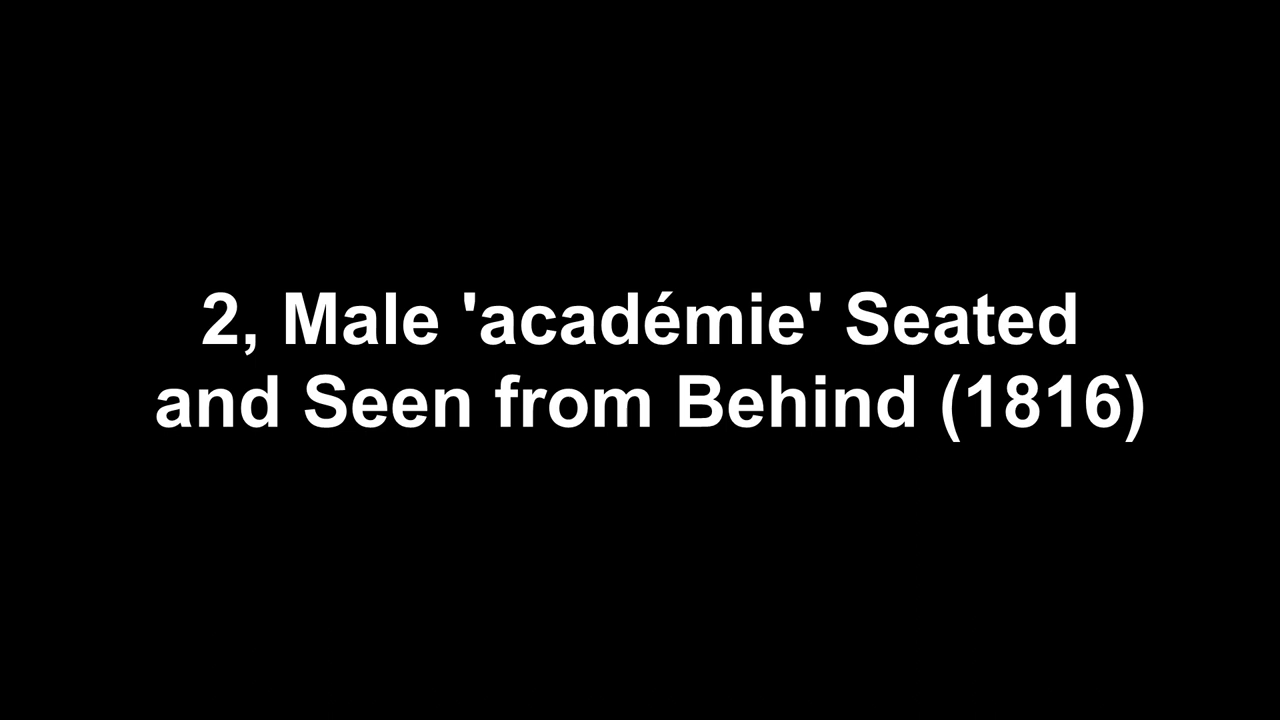 2, Male 'académie' Seated
and Seen from Behind (1816)